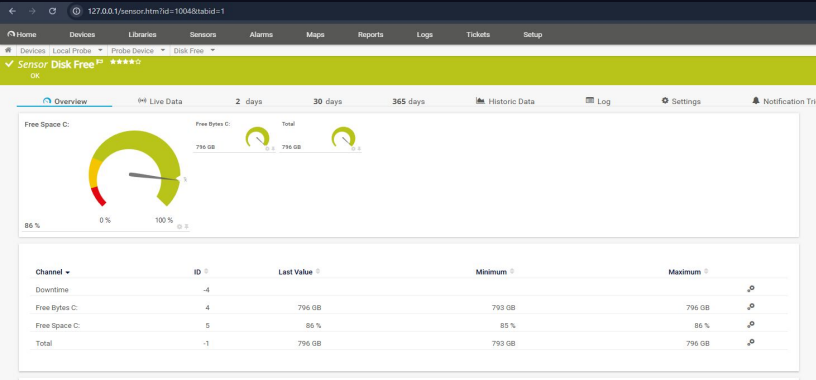 127.0.0.1/sensor.htm?id=1004&tabid=1
Home Devices Libraries Sensors Alarms Maps Reports Logs Tickets Setup
Devices Local Probe Probe Device Disk Free
Sensor Disk Free
OK
Overview Live Data 2 days 30 days 365 days Historic Data Log Settings Notification Tri
Free Space C: Free Bytes C: Total
796 GB 796 GB
0 % 100 %
86 %
Channel ID Last Value Minimum Maximum
Downtime -4
Free Bytes C: 4 796 GB 793 GB 796 GB
Free Space C: 5 86 % 85 % 86 %
Total -1 796 GB 793 GB 796 GB